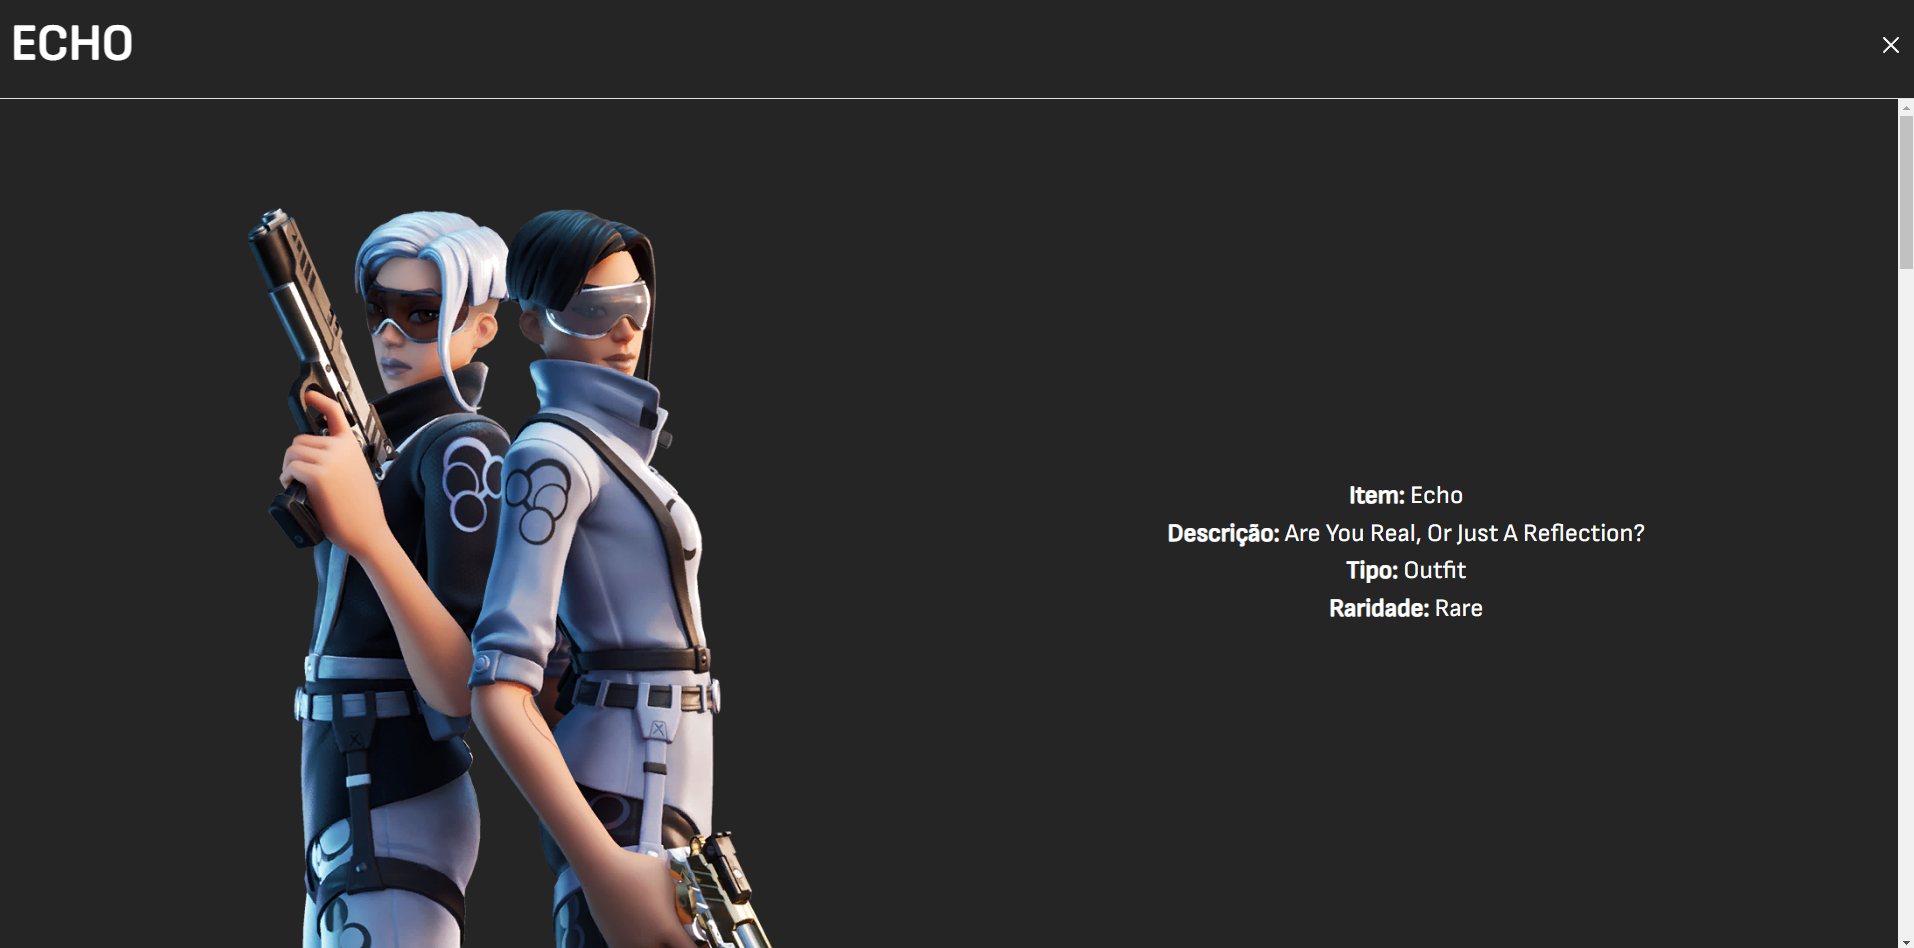 ECHO
Item: Echo
Descrição: Are You Real, Or Just A Reflection?
Tipo: Outfit
Raridade: Rare